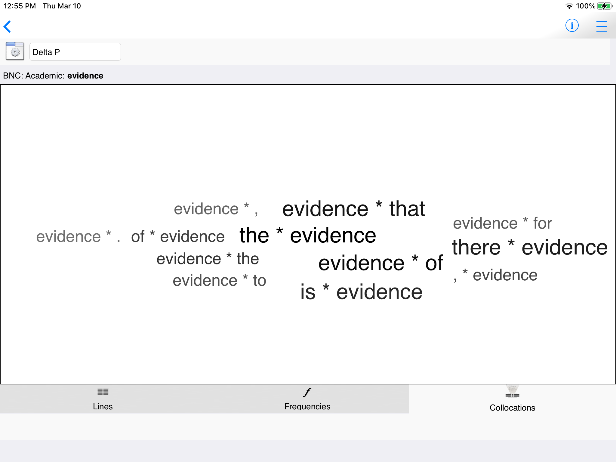 12:55 PM Thu Mar 10 100%
Delta P
BNC: Academic: evidence
evidence * ,
evidence * that
evidence * for
evidence * .
of * evidence
the * evidence
there * evidence
evidence * the
evidence * of
, * evidence
evidence * to
is * evidence
Lines
f
Frequencies
Collocations